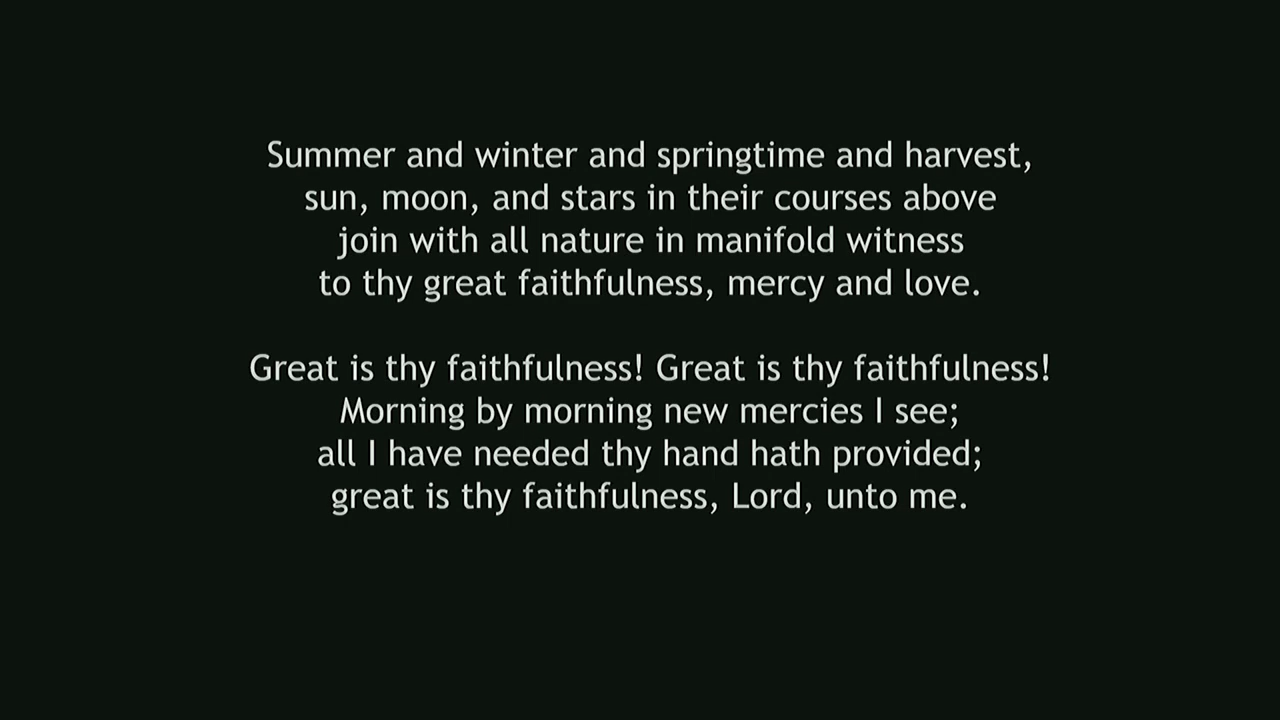 Summer and winter and springtime and harvest,
sun, moon, and stars in their courses above
join with all nature in manifold witness
to thy great faithfulness, mercy and love.
Great is thy faithfulness! Great is thy faithfulness!
Morning by morning new mercies I see;
all I have needed thy hand hath provided;
great is thy faithfulness, Lord, unto me.